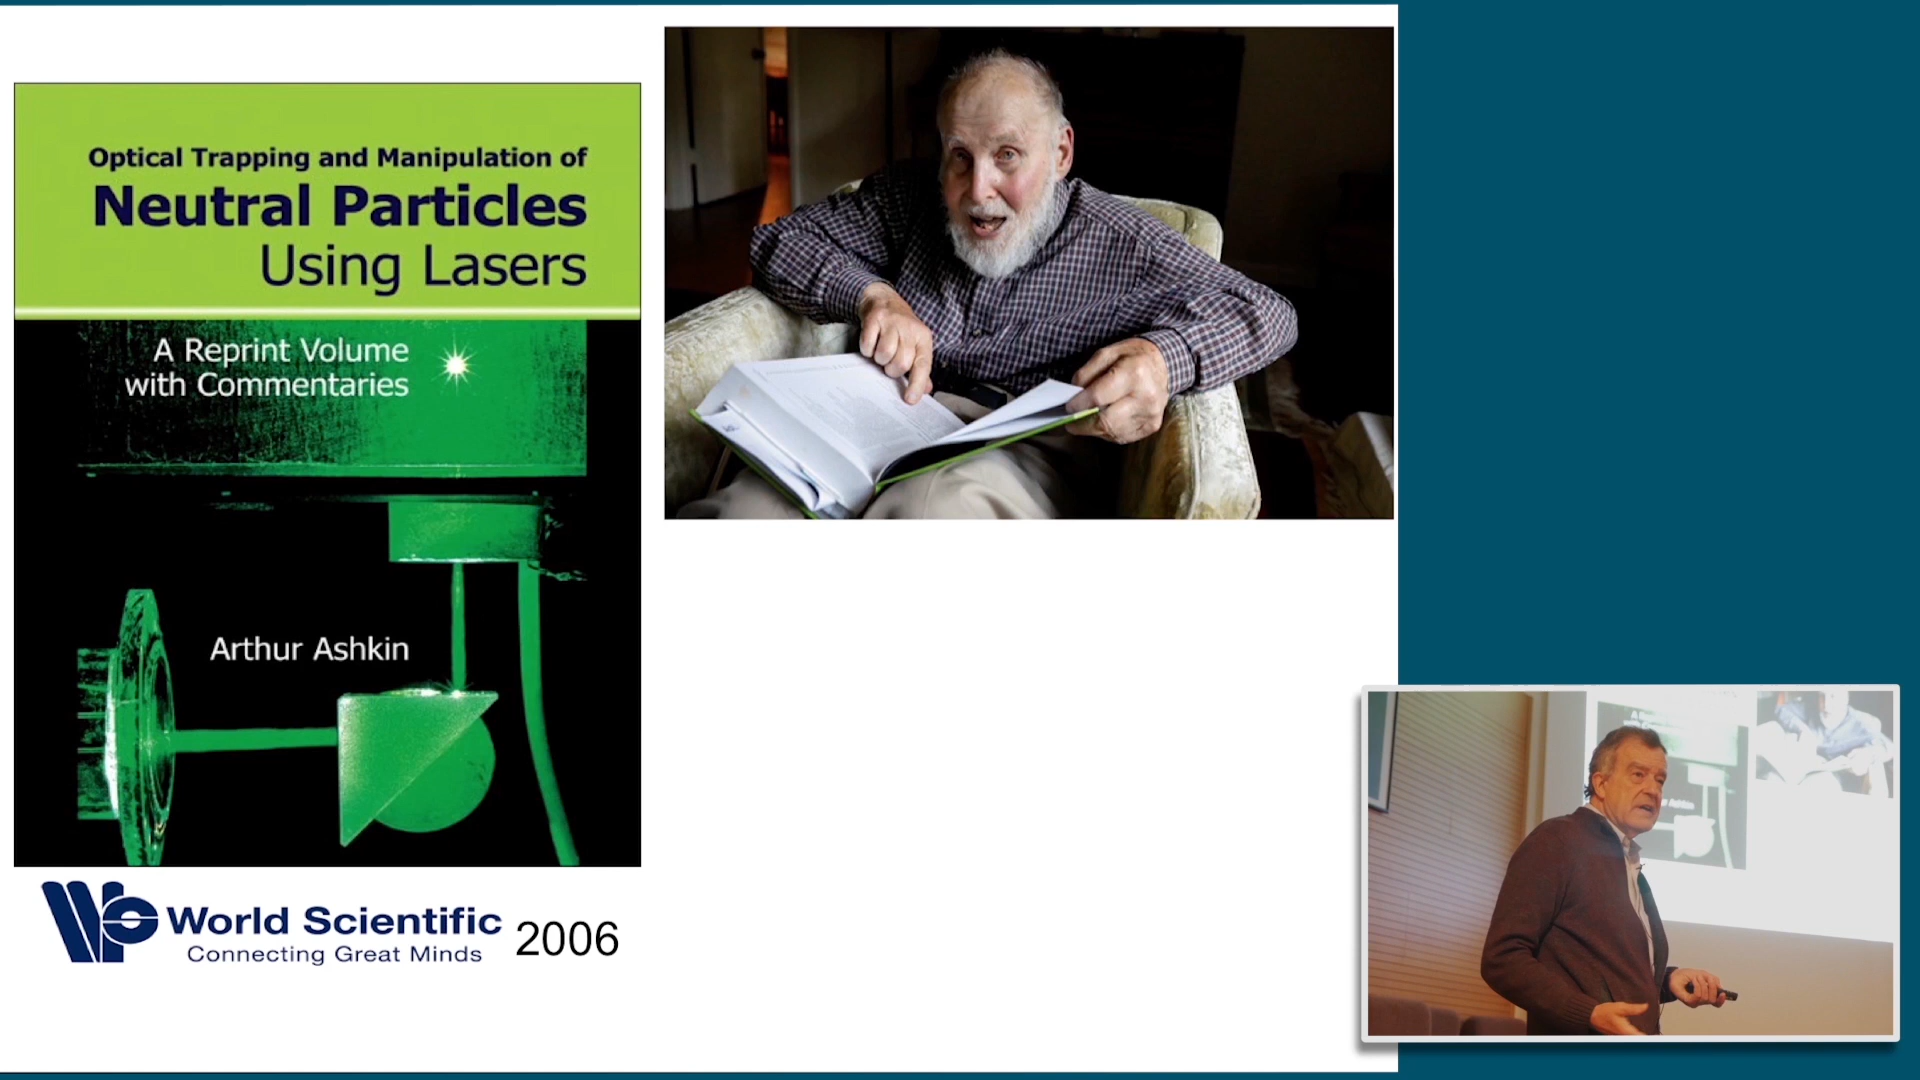 Optical Trapping and Manipulation of
Neutral Particles
Using Lasers
A Reprint Volume
with Commentaries
Arthur Ashkin
World Scientific
Connecting Great Minds
2006